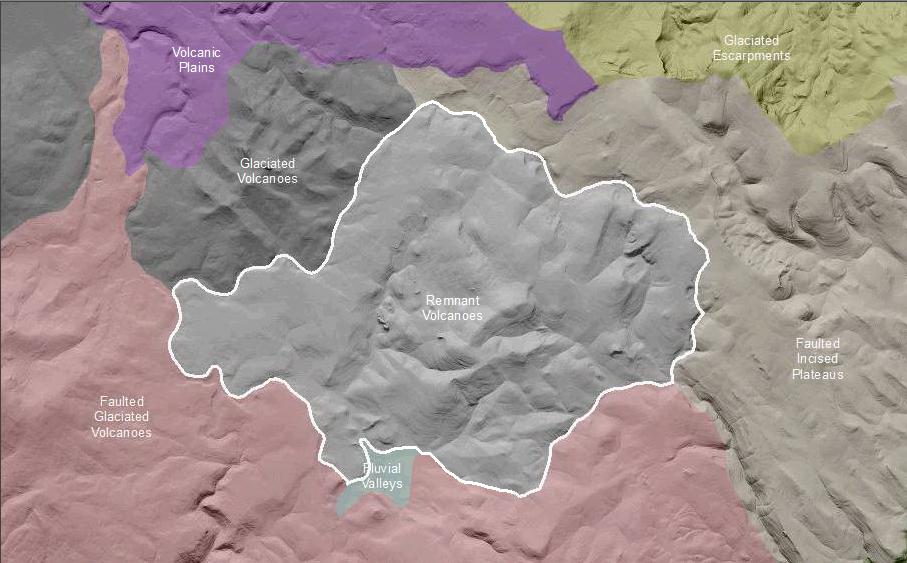 Volcanic
Plains
Glaciated
Escarpments
Glaciated
Volcanoes
Remnant
Volcanoes
Faulted
Incised
Plateaus
Faulted
Glaciated
Volcanoes
Fluvial
Valleys